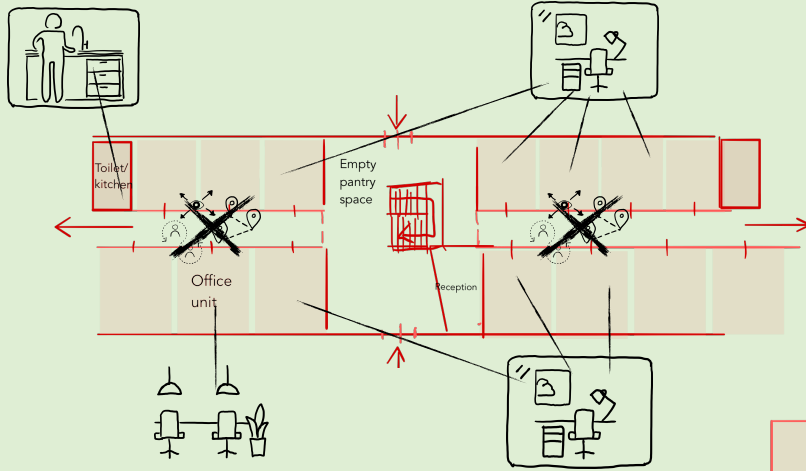 Toilet/
kitchen
Empty
pantry
space
Reception
Office
unit